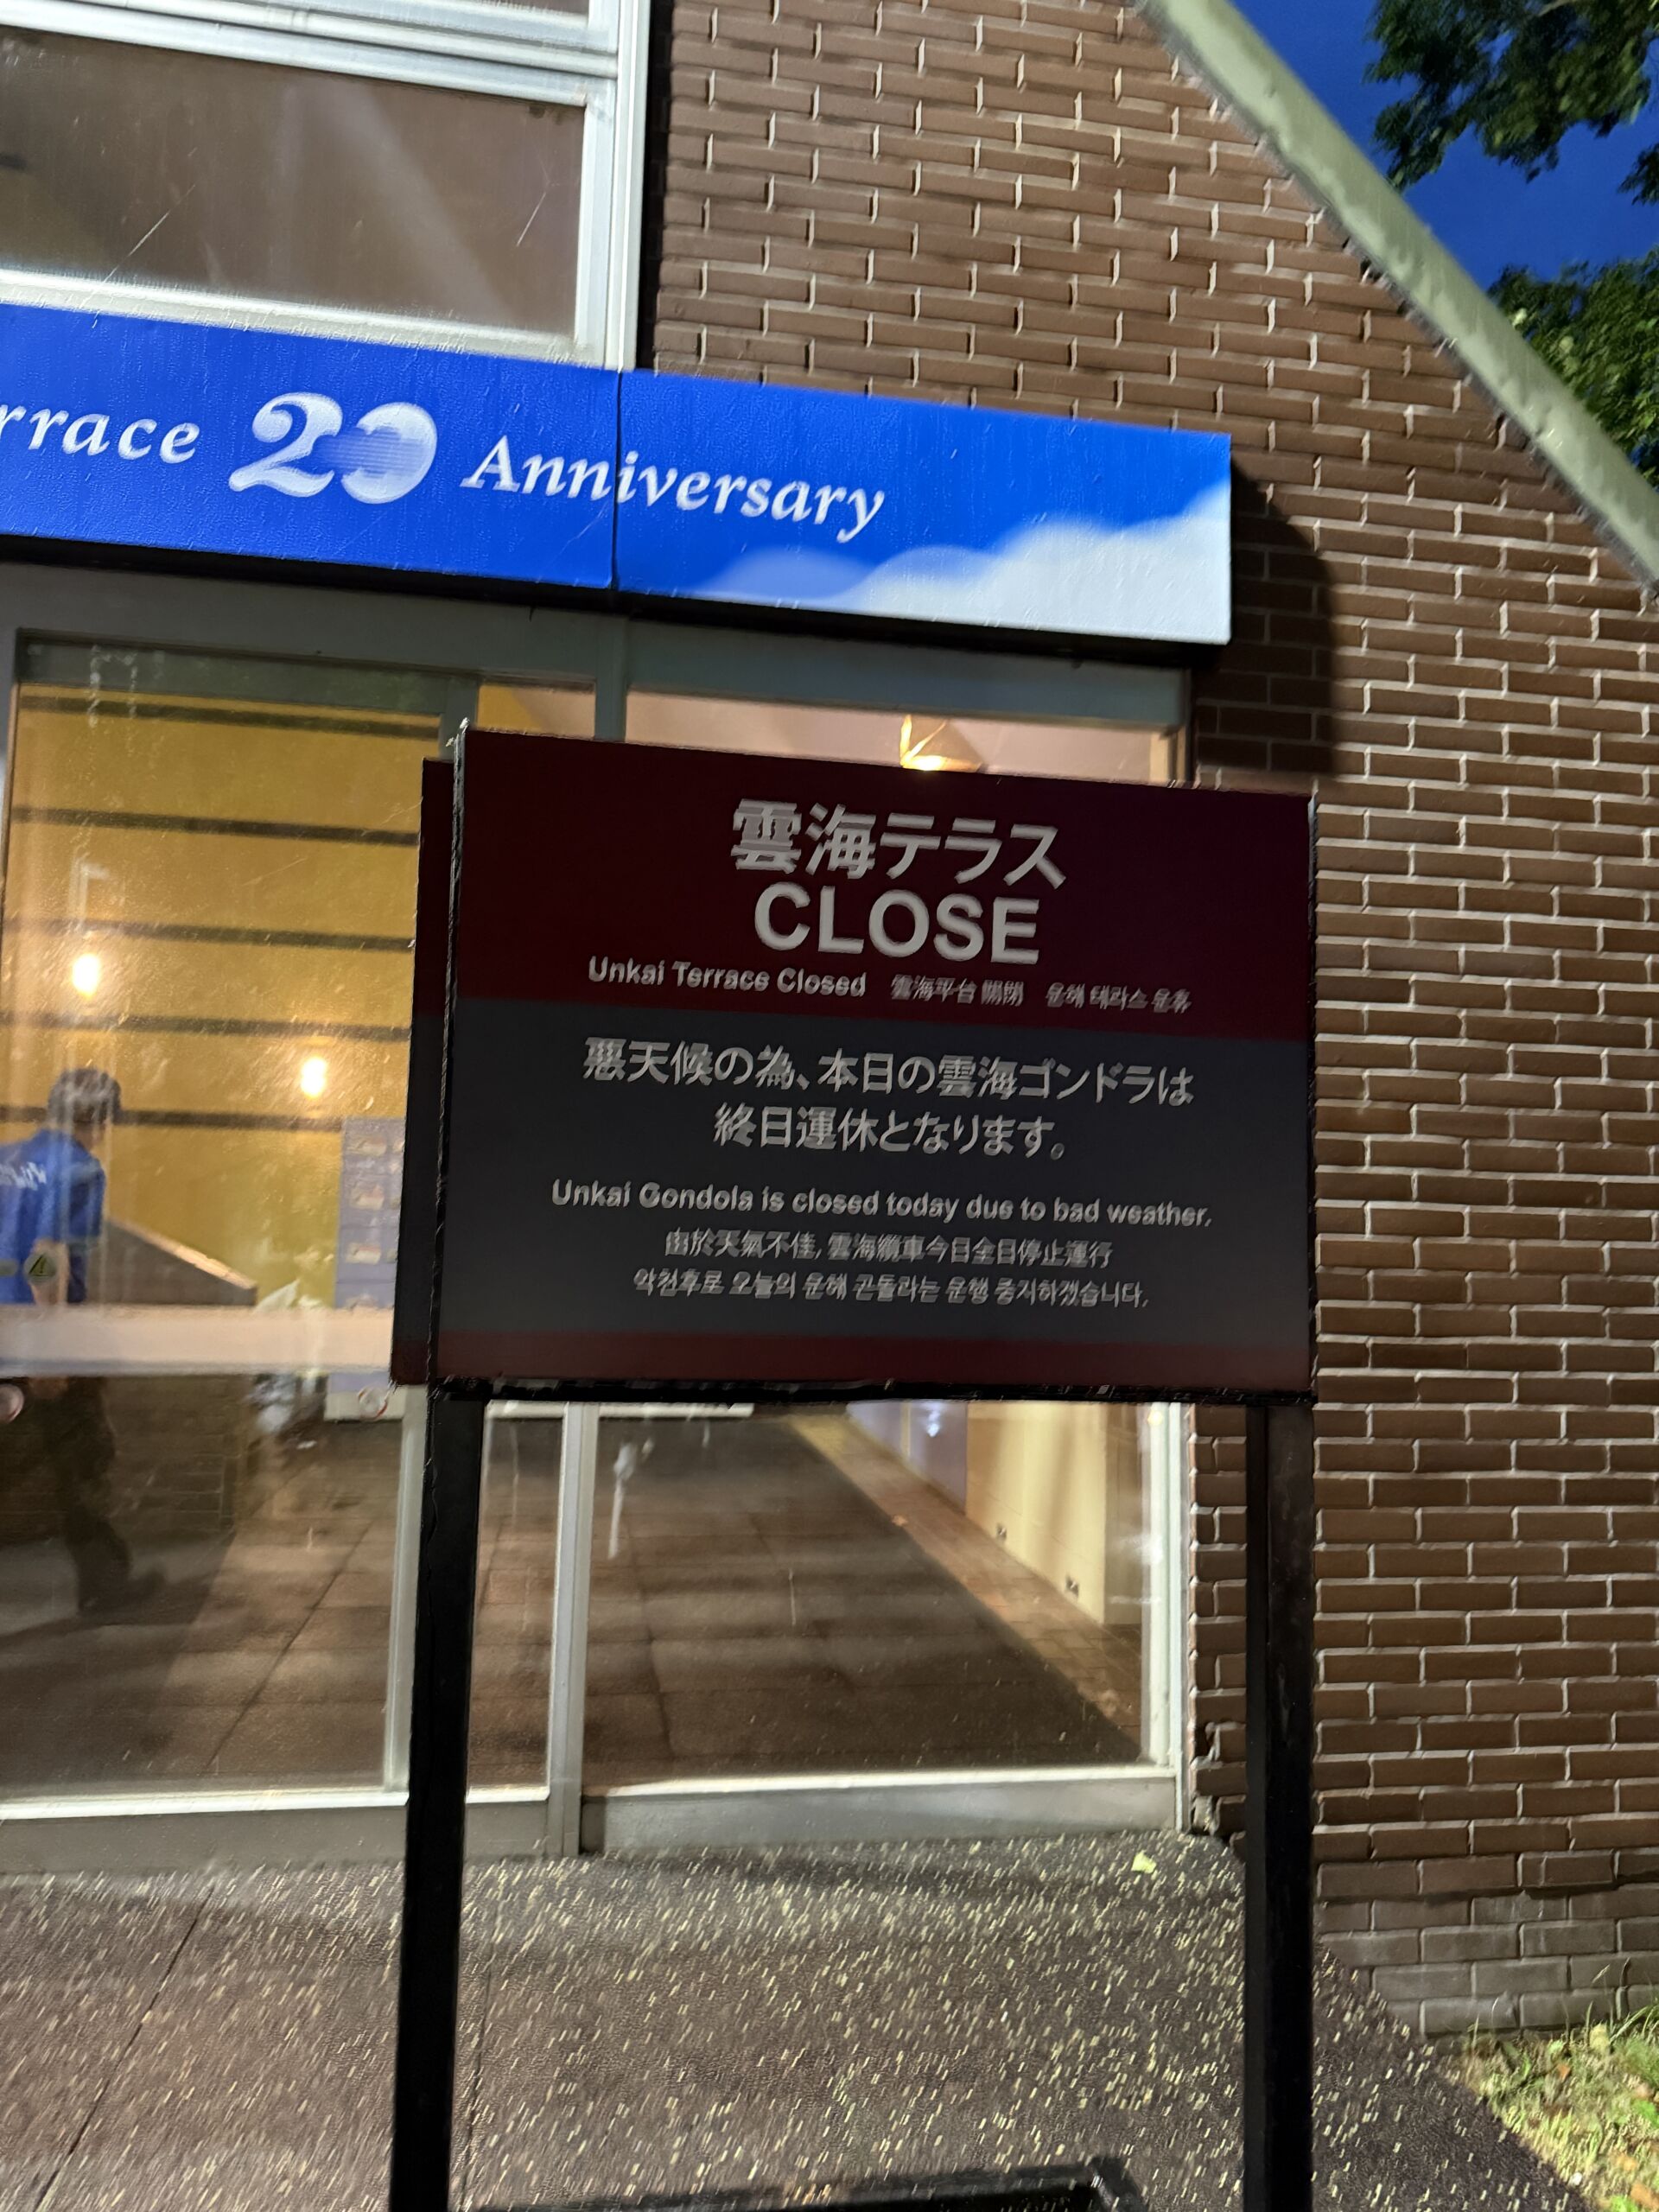 rrace 20 Anniversary
雲海テラス
CLOSE
Unkai Terrace Closed 雲海平台 關閉 운해 테라스 운휴
悪天候の為、本日の雲海ゴンドラは
終日運休となります。
Unkai Gondola is closed today due to bad weather.
由於天氣不佳,雲海纜車今日全日停止運行
악천후로 오늘의 운해 곤돌라는 운행 중지하겠습니다.